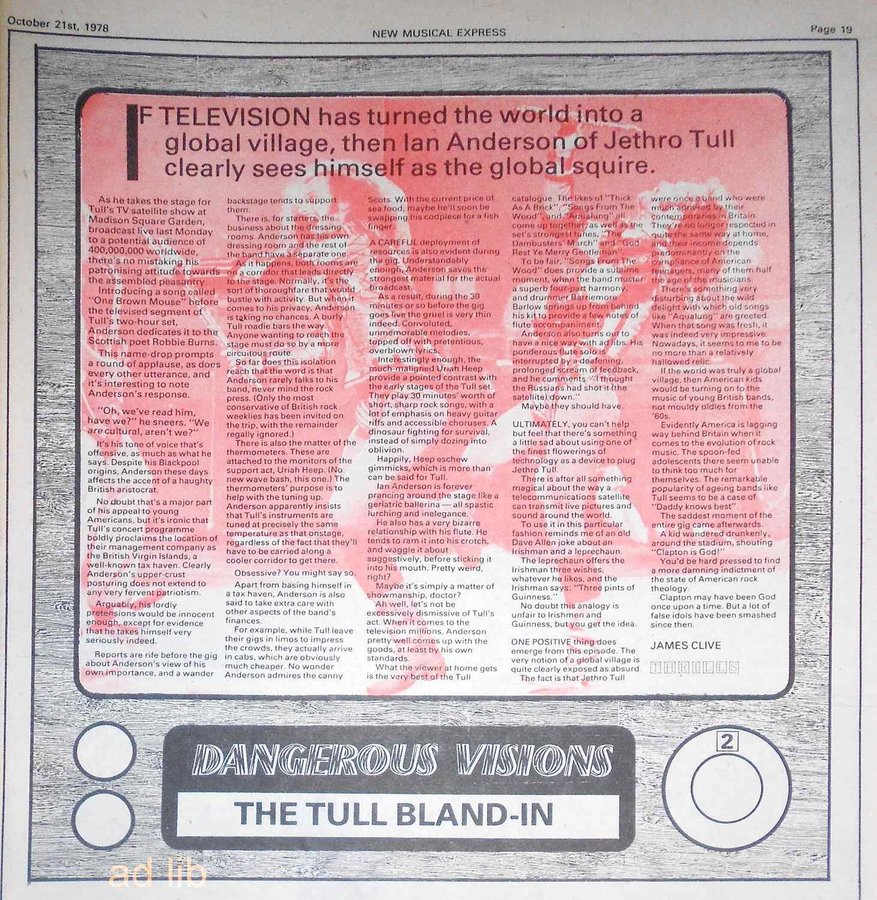 October 21st, 1978
NEW MUSICAL EXPRESS
Page 19
IF TELEVISION has turned the world into a
global village, then Ian Anderson of Jethro Tull
clearly sees himself as the global squire.
As he takes the stage for
Tull's TV satellite show at
Madison Square Garden,
broadcast live last Monday
to a potential audience of
400,000,000 worldwide,
there's no mistaking his
patronising attitude towards
the assembled peasantry.
Introducing a song called
"One Brown Mouse" before
the televised segment of
Tull's two-hour set,
Anderson dedicates it to the
Scottish poet Robbie Burns.
This name-drop prompts
a round of applause, as does
every other utterance, and
it's interesting to note
Anderson's response.
"Oh, we've read him,
have we?" he sneers. "We
are cultural, aren't we?"
It's his tone of voice that's
offensive, as much as what he
says. Despite his Blackpool
origins, Anderson these days
affects the accent of a haughty
British aristocrat.
No doubt that's a major part
of his appeal to young
Americans, but it's ironic that
Tull's concert programme
boldly proclaims the location of
their management company as
the British Virgin Islands, a
well-known tax haven. Clearly
Anderson's upper-crust
posturing does not extend to
any very fervent patriotism.
Arguably, his lordly
pretensions would be innocent
enough, except for evidence
that he takes himself very
seriously indeed.
Reports are rife before the gig
about Anderson's view of his
own importance, and a wander
backstage tends to support
them.
There is, for starters, the
business about the dressing
rooms. Anderson has his own
dressing room and the rest of
the band have a separate one.
As it happens, both rooms are
in a corridor that leads directly
to the stage. Normally, it's the
sort of thoroughfare that would
bustle with activity. But when it
comes to his privacy, Anderson
is taking no chances. A burly
Tull roadie bars the way.
Anyone wanting to reach the
stage must do so by a
circuitous route.
So far does this isolation
reach that the word is that
Anderson rarely talks to his
band, never mind the rock
press. (Only the most
conservative of British rock
weeklies has been invited on
the trip, with the remainder
regally ignored.)
There is also the matter of the
thermometers. These are
attached to the monitors of the
support act, Uriah Heep. (No
new wave bash, this one.) The
thermometers' purpose is to
help with the tuning up.
Anderson apparently insists
that Tull's instruments are
tuned at precisely the same
temperature as that onstage,
regardless of the fact that they'll
have to be carried along a
cooler corridor to get there.
Obsessive? You might say so.
Apart from basing himself in
a tax haven, Anderson is also
said to take extra care with
other aspects of the band's
finances.
For example, while Tull leave
their gigs in limos to impress
the crowds, they actually arrive
in cabs, which are obviously
much cheaper. No wonder
Anderson admires the canny
Scots. With the current price of
sea food, maybe he'll soon be
swapping his codpiece for a fish
finger.
A CAREFUL deployment of
resources is also evident during
the gig. Understandably
enough, Anderson saves the
strongest material for the actual
broadcast.
As a result, during the 30
minutes or so before the gig
goes live the gruel is very thin
indeed. Convoluted,
unmemorable melodies,
topped with pretentious,
overblown lyrics.
Interestingly enough, the
much-maligned Uriah Heep
provide a pointed contrast with
the early stages of the Tull set.
They play 30 minutes' worth of
short, sharp rock songs, with a
lot of emphasis on heavy guitar
riffs and accessible choruses. A
dinosaur fighting for survival,
instead of simply dozing into
oblivion.
Happily, Heep eschew
gimmicks, which is more than
can be said for Tull.
Ian Anderson is forever
prancing around the stage like a
geriatric ballerina — all spastic
lurching and inelegance.
He also has a very bizarre
relationship with his flute. He
tends to ram it into his crotch,
and waggle it about
suggestively, before sticking it
into his mouth. Pretty weird,
right?
Maybe it's simply a matter of
showmanship, doctor?
Ah well, let's not be
excessively dismissive of Tull's
act. When it comes to the
television millions, Anderson
pretty well comes up with the
goods, at least by his own
standards.
What the viewer at home gets
is the very best of the Tull
catalogue. The likes of "Thick
As A Brick", "Songs From The
Wood"
come
set's strongest lines,
Dambusters
Rest Ye Merry Gentlemen".
To be fair, "Songs From The
Wood" does provide a sublime
moment, when the band muster
a superb four-part harmony,
and drummer Barriemore
Barlow steps up from behind
his kit to provide a fey
flute accompaniment.
Anderson also turns out to
have a nice way with ad libs. His
ponderous
interrupted by a deafening,
prolonged scream of feedback,
and he comments: "I thought
the Russians had shot it (the
satellite) down."
Maybe they should have.
ULTIMATELY, you can't help
but feel that there's something
a little sad about using one of
the finest flowerings of
technology as a device to plug
Jethro Tull.
There is after all something
magical about the way a
telecommunications satellite
can transmit live pictures and
sound around the world.
To use it in this particular
fashion reminds me of an old
Dave Allen joke about an
Irishman and a leprechaun.
The leprechaun offers the
Irishman three wishes,
whatever he likes, and the
Irishman says: "Three pints of
Guinness."
No doubt this analogy is
unfair to Irishmen and
Guinness, but you get the idea.
ONE POSITIVE thing does
emerge from this episode. The
very notion of a global village is
quite clearly exposed as absurd.
The fact is that Jethro Tull
were and who were
their
contemporaries. Britain
they're no longer respected in
quite the same way at home,
their income depends
predominantly on the
compliance of American
audiences, many of them half
musicians.
There's something very
disturbing about the wild
delight with which old songs
like "Aqualung" are greeted.
When that song was fresh, it
was indeed very impressive.
Nowadays, it seems to me to be
no more than a relatively
hallowed relic.
If the world was truly a global
village, then American kids
would be turning on to the
music of young British bands,
not mouldy oldies from the
'60s.
Evidently America is lagging
way behind Britain when it
comes to the evolution of rock
music. The spoon-fed
adolescents there seem unable
to think too much for
themselves. The remarkable
popularity of ageing bands like
Tull seems to be a case of
"Daddy knows best"
The saddest moment of the
entire gig came afterwards.
A kid wandered drunkenly,
around the stadium, shouting
"Clapton is God!"
You'd be hard pressed to find
a more damning indictment of
the state of American rock
theology.
Clapton may have been God
once upon a time. But a lot of
false idols have been smashed
since then.
JAMES CLIVE
THRILLS
2
DANGEROUS VISIONS
THE TULL BLAND-IN
ad lib